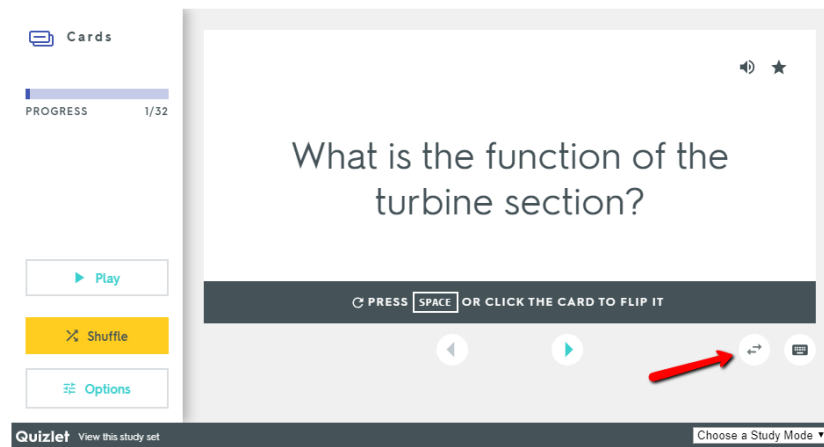 Cards
PROGRESS 1/32
What is the function of the
turbine section?
Play
PRESS SPACE OR CLICK THE CARD TO FLIP IT
Shuffle
Options
Quizlet View this study set
Choose a Study Mode